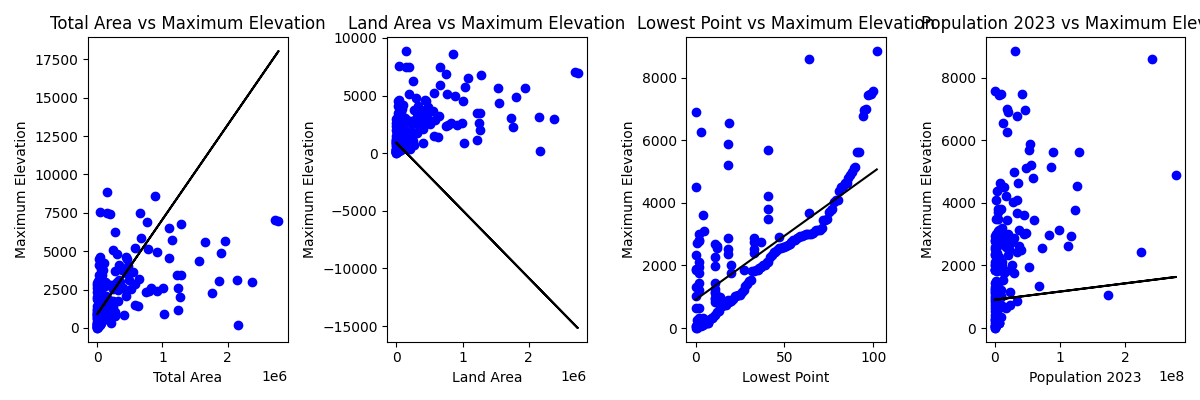 Total Area vs Maximum Elevation
17500
15000
12500
10000
7500
5000
2500
0
Maximum Elevation
0
1
2
1e6
Total Area
Land Area vs Maximum Elevation
10000
5000
0
−5000
−10000
−15000
Maximum Elevation
0
1
2
1e6
Land Area
Lowest Point vs Maximum Elevation
8000
6000
4000
2000
0
Maximum Elevation
0
50
100
Lowest Point
Population 2023 vs Maximum Elev
8000
6000
4000
2000
0
Maximum Elevation
0
1
2
1e8
Population 2023